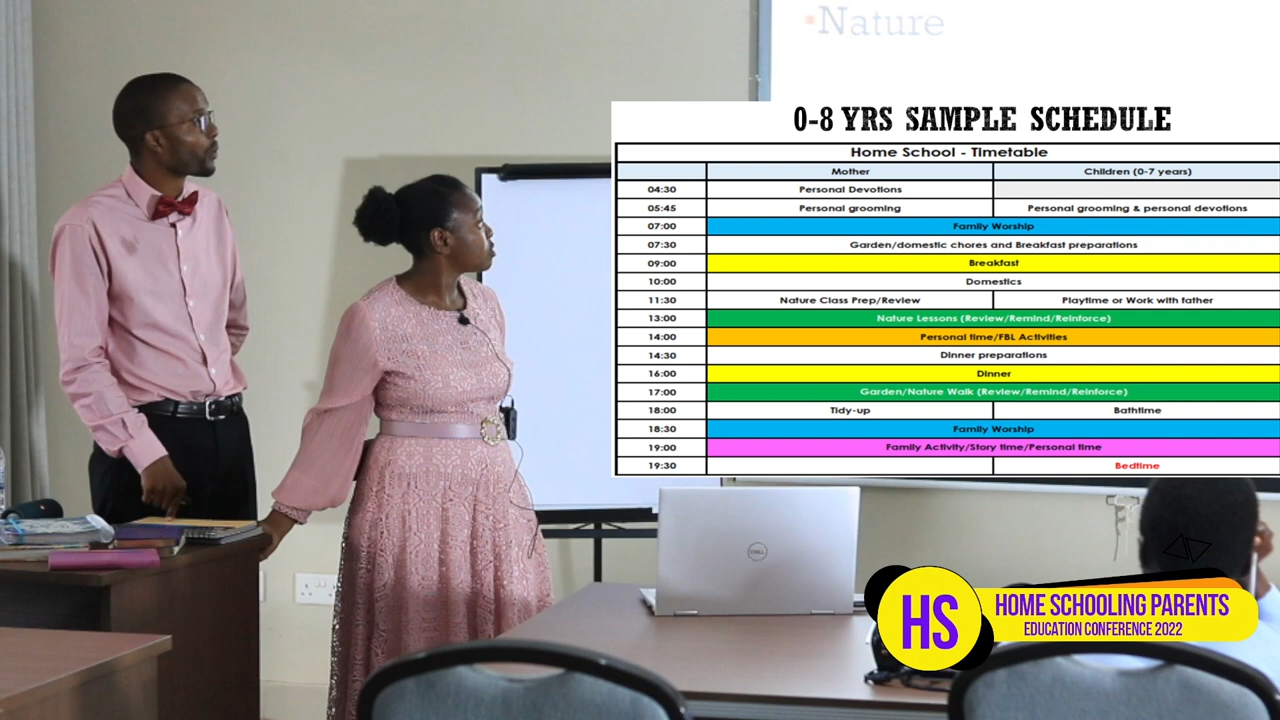 Nature
0-8 YRS SAMPLE SCHEDULE
Home School - Timetable
Mother Children (0-7 years)
04:30 Personal Devotions
05:45 Personal grooming Personal grooming & personal devotions
07:00 Family Worship
07:30 Garden/domestic chores and Breakfast preparations
09:00 Breakfast
10:00 Domestics
11:30 Nature Class Prep/Review Playtime or Work with father
13:00 Nature Lessons (Review/Remind/Reinforce)
14:00 Personal time/FBL Activities
14:30 Dinner preparations
16:00 Dinner
17:00 Garden/Nature Walk (Review/Remind/Reinforce)
18:00 Tidy-up Bathtime
18:30 Family Worship
19:00 Family Activity/Story time/Personal time
19:30 Bedtime
DELL
HS
HOME SCHOOLING PARENTS
EDUCATION CONFERENCE 2022